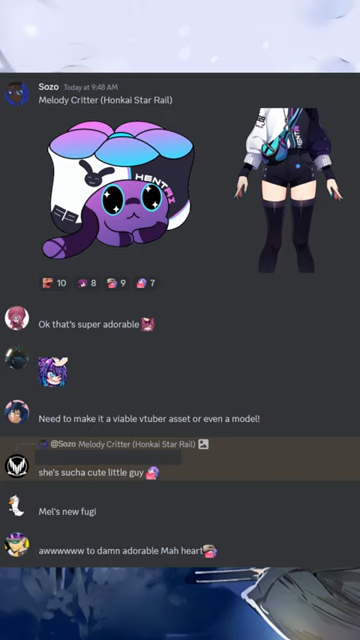 Sozo Today at 9:48 AM
Melody Critter (Honkai Star Rail)
HENTAI
10 8 9 7
Ok that's super adorable
Need to make it a viable vtuber asset or even a model!
@Sozo Melody Critter (Honkai Star Rail)
she's sucha cute little guy
Mel's new fugi
awwwwww to damn adorable Mah heart